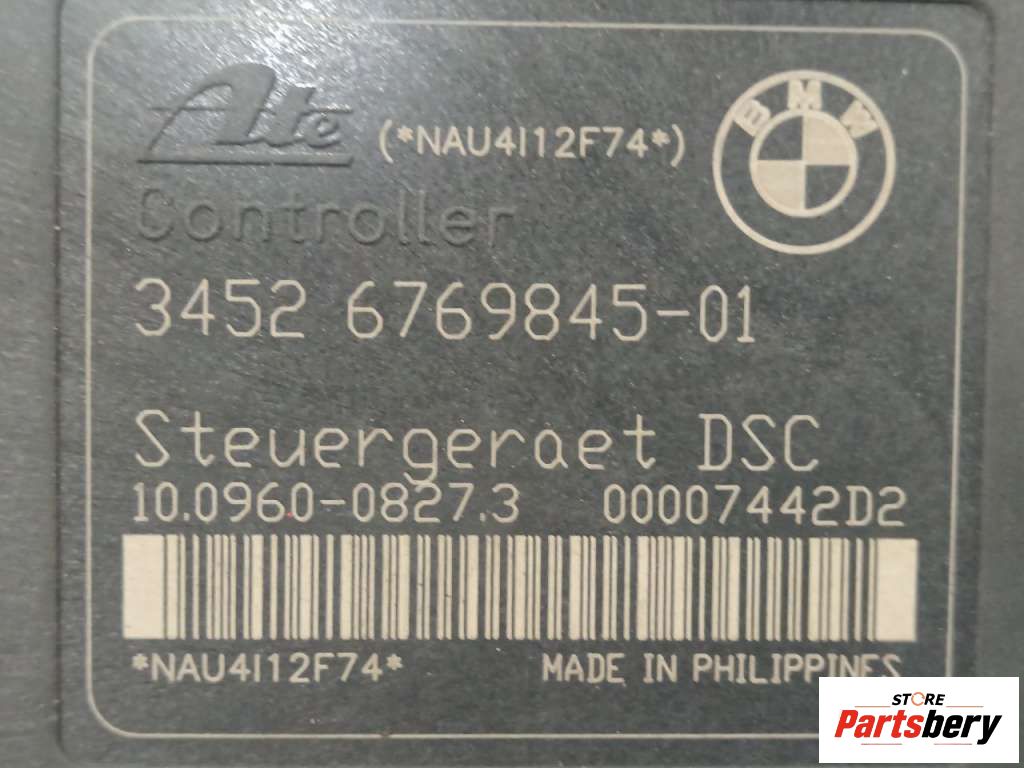 Ate
(*NAU4I12F74*)
BMW
Controller
3452 6769845-01
Steuergeraet DSC
10.0960-0827.3 00007442D2
*NAU4I12F74* MADE IN PHILIPPINES
STORE
Partsbery